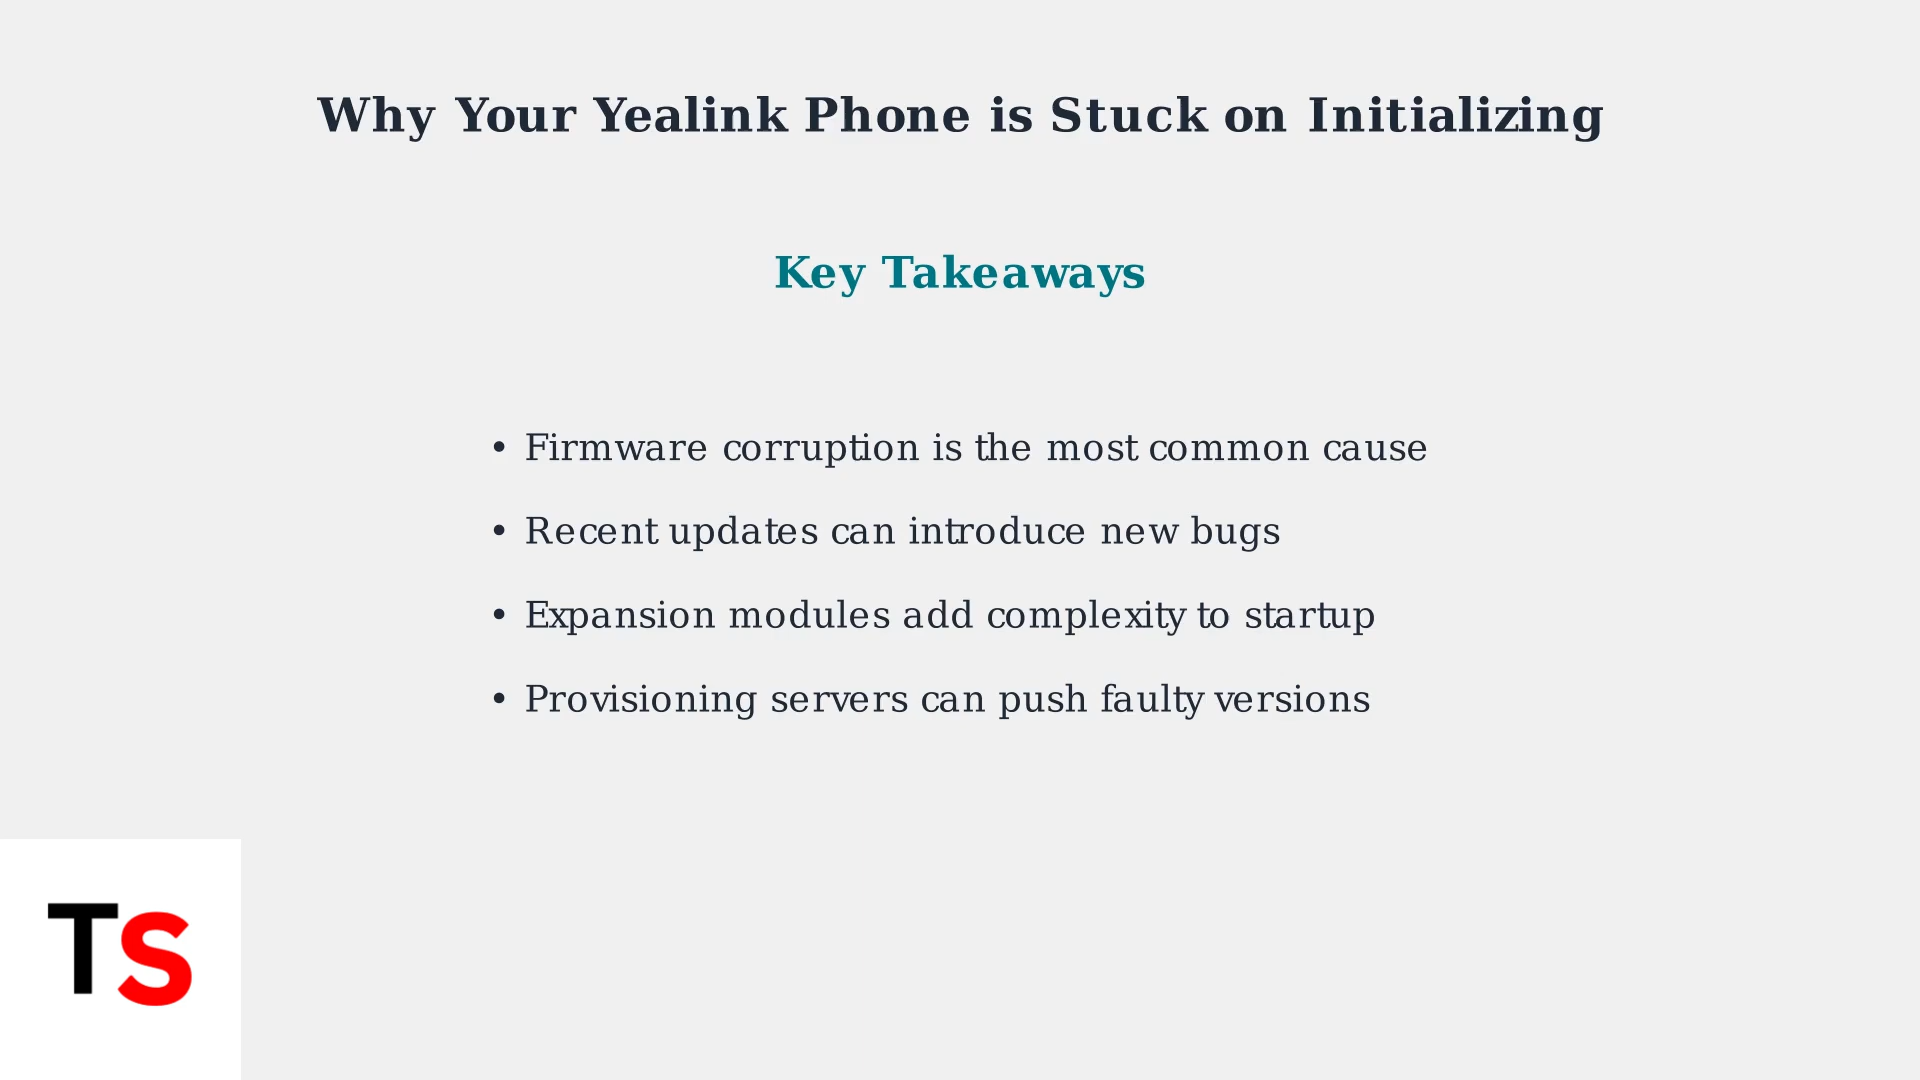 Why Your Yealink Phone is Stuck on Initializing
Key Takeaways
• Firmware corruption is the most common cause
• Recent updates can introduce new bugs
• Expansion modules add complexity to startup
• Provisioning servers can push faulty versions
TS